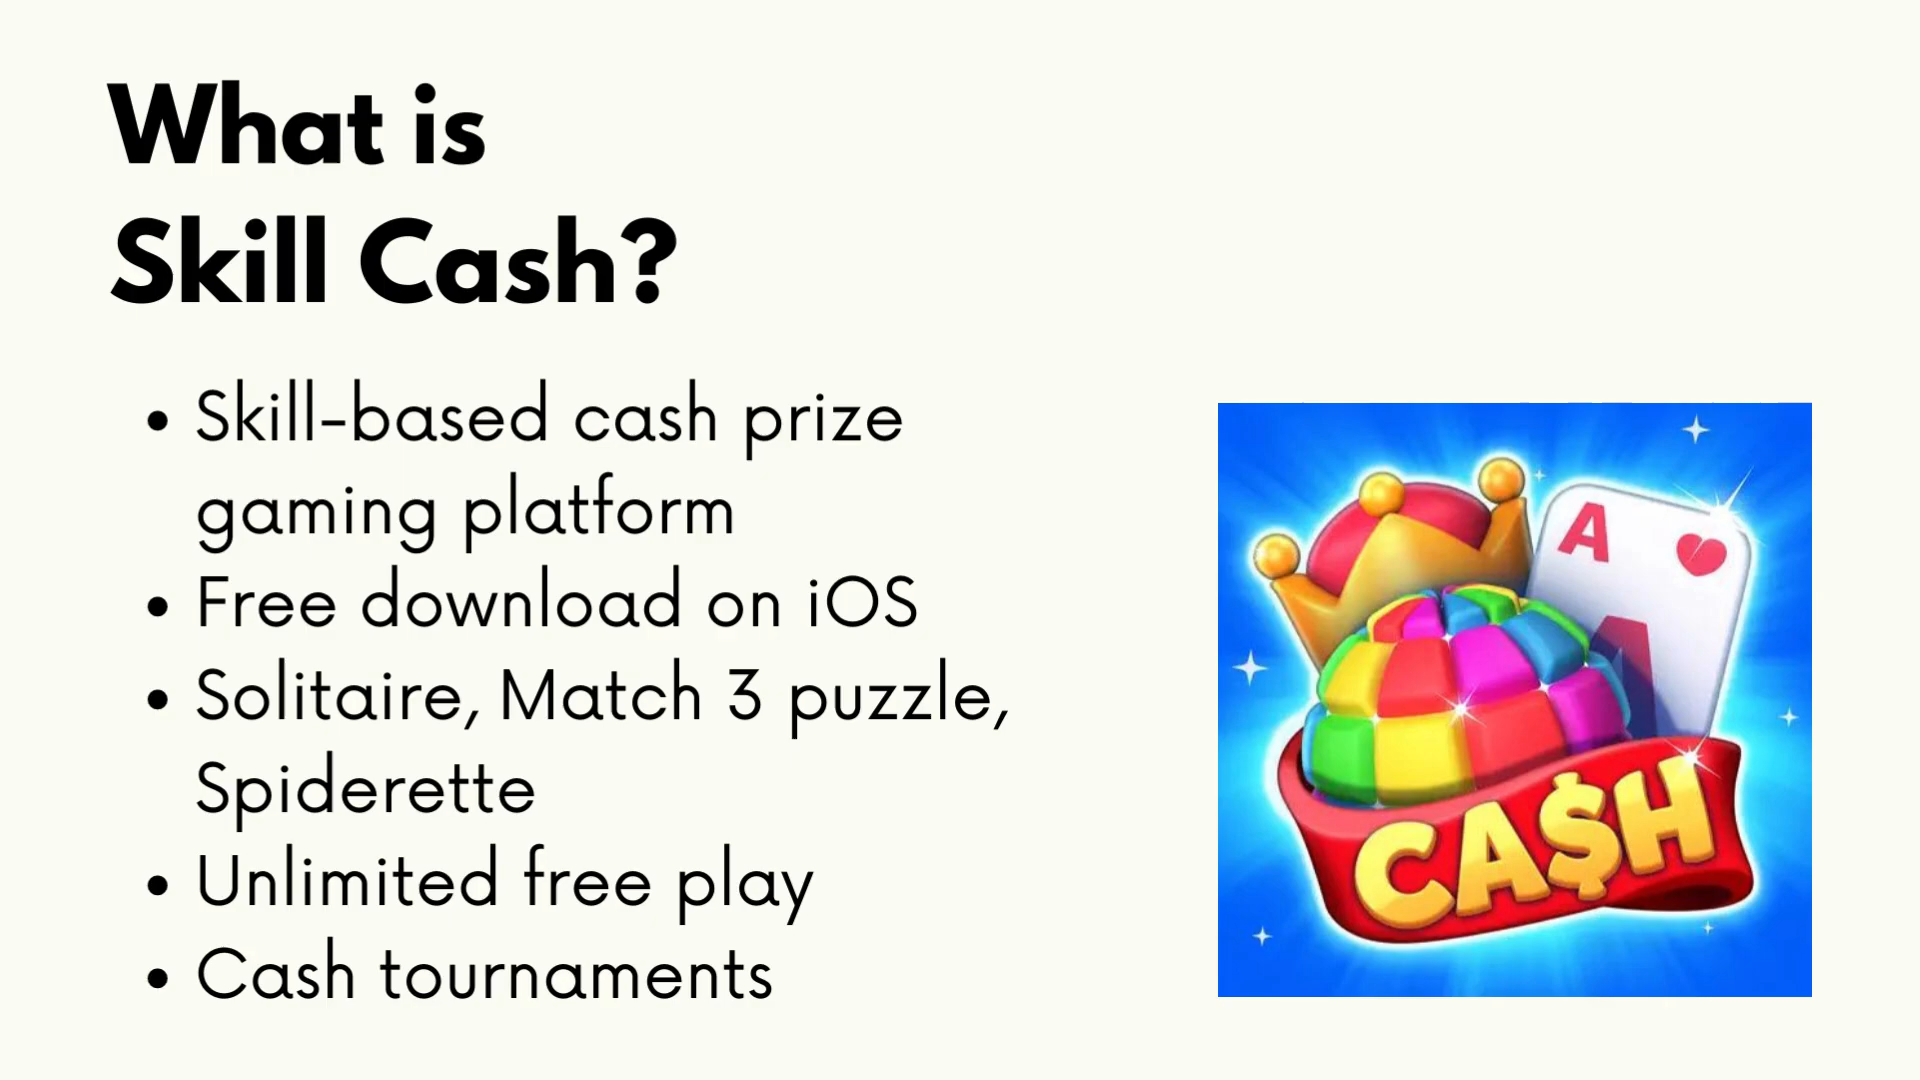 What is
Skill Cash?
• Skill-based cash prize
gaming platform
• Free download on iOS
• Solitaire, Match 3 puzzle,
Spiderette
• Unlimited free play
• Cash tournaments
A
A
CA$H